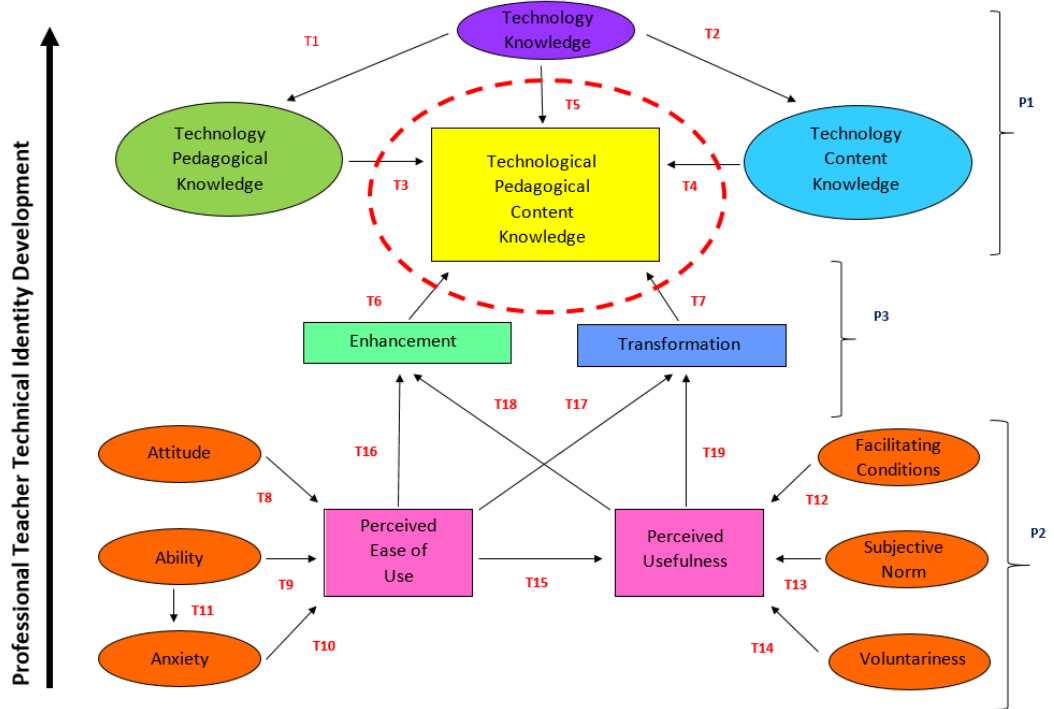 Professional Teacher Technical Identity Development
Technology
Knowledge
T1
T2
T5
P1
Technology
Pedagogical
Knowledge
T3
Technological
Pedagogical
Content
Knowledge
T4
Technology
Content
Knowledge
T6
T7
P3
Enhancement
Transformation
T18
T17
Attitude
T16
T19
Facilitating
Conditions
T8
T12
Perceived
Ease of
Use
Perceived
Usefulness
P2
Ability
T9
T15
T13
Subjective
Norm
T11
T10
T14
Anxiety
Voluntariness